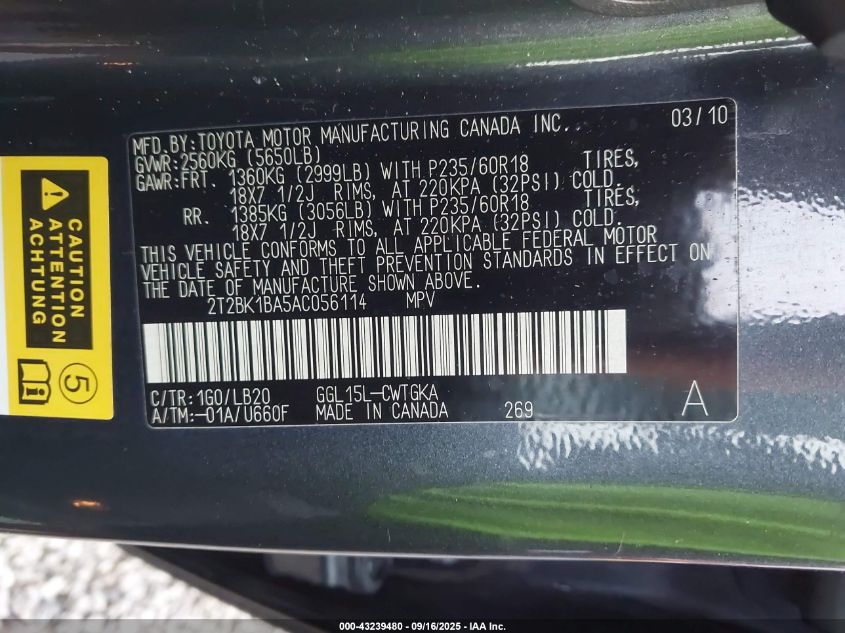 MFD.BY:TOYOTA MOTOR MANUFACTURING CANADA INC. 03/10
GVWR:2560KG (5650LB)
GAWR:FRT. 1360KG (2999LB) WITH P235/60R18 TIRES,
18X7 1/2J RIMS, AT 220KPA (32PSI) COLD
RR. 1385KG (3056LB) WITH P235/60R18 TIRES,
18X7 1/2J RIMS, AT 220KPA (32PSI) COLD.
THIS VEHICLE CONFORMS TO ALL APPLICABLE FEDERAL MOTOR
VEHICLE SAFETY AND THEFT PREVENTION STANDARDS IN EFFECT ON
THE DATE OF MANUFACTURE SHOWN ABOVE.
2T2BK1BA5AC056114 MPV
C/TR:1G0/LB20 GGL15L-CWTGKA
A/TM:-01A/U660F MADE IN CANADA 269 A
CAUTION
ATTENTION
ACHTUNG
5
000-43239480 - 09/16/2025 - IAA Inc.